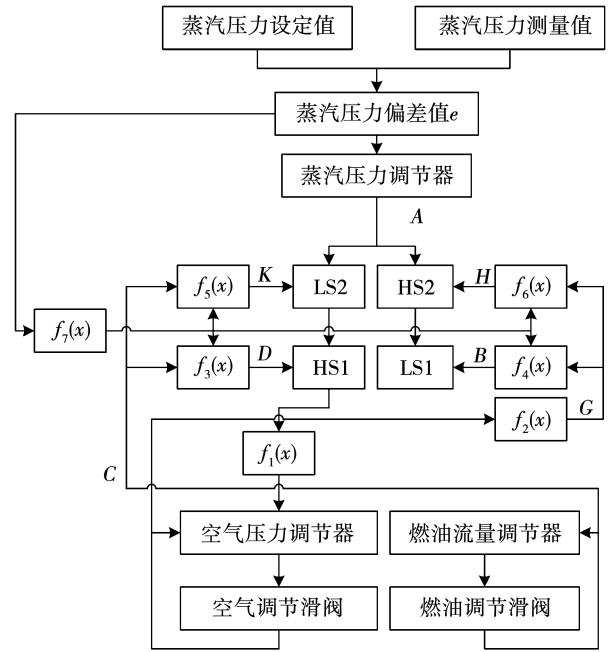 蒸汽压力设定值
蒸汽压力测量值
蒸汽压力偏差值e
蒸汽压力调节器
A
f5(x)
K
LS2
HS2
H
f6(x)
f7(x)
f3(x)
D
HS1
LS1
B
f4(x)
f2(x)
G
f1(x)
C
空气压力调节器
燃油流量调节器
空气调节滑阀
燃油调节滑阀